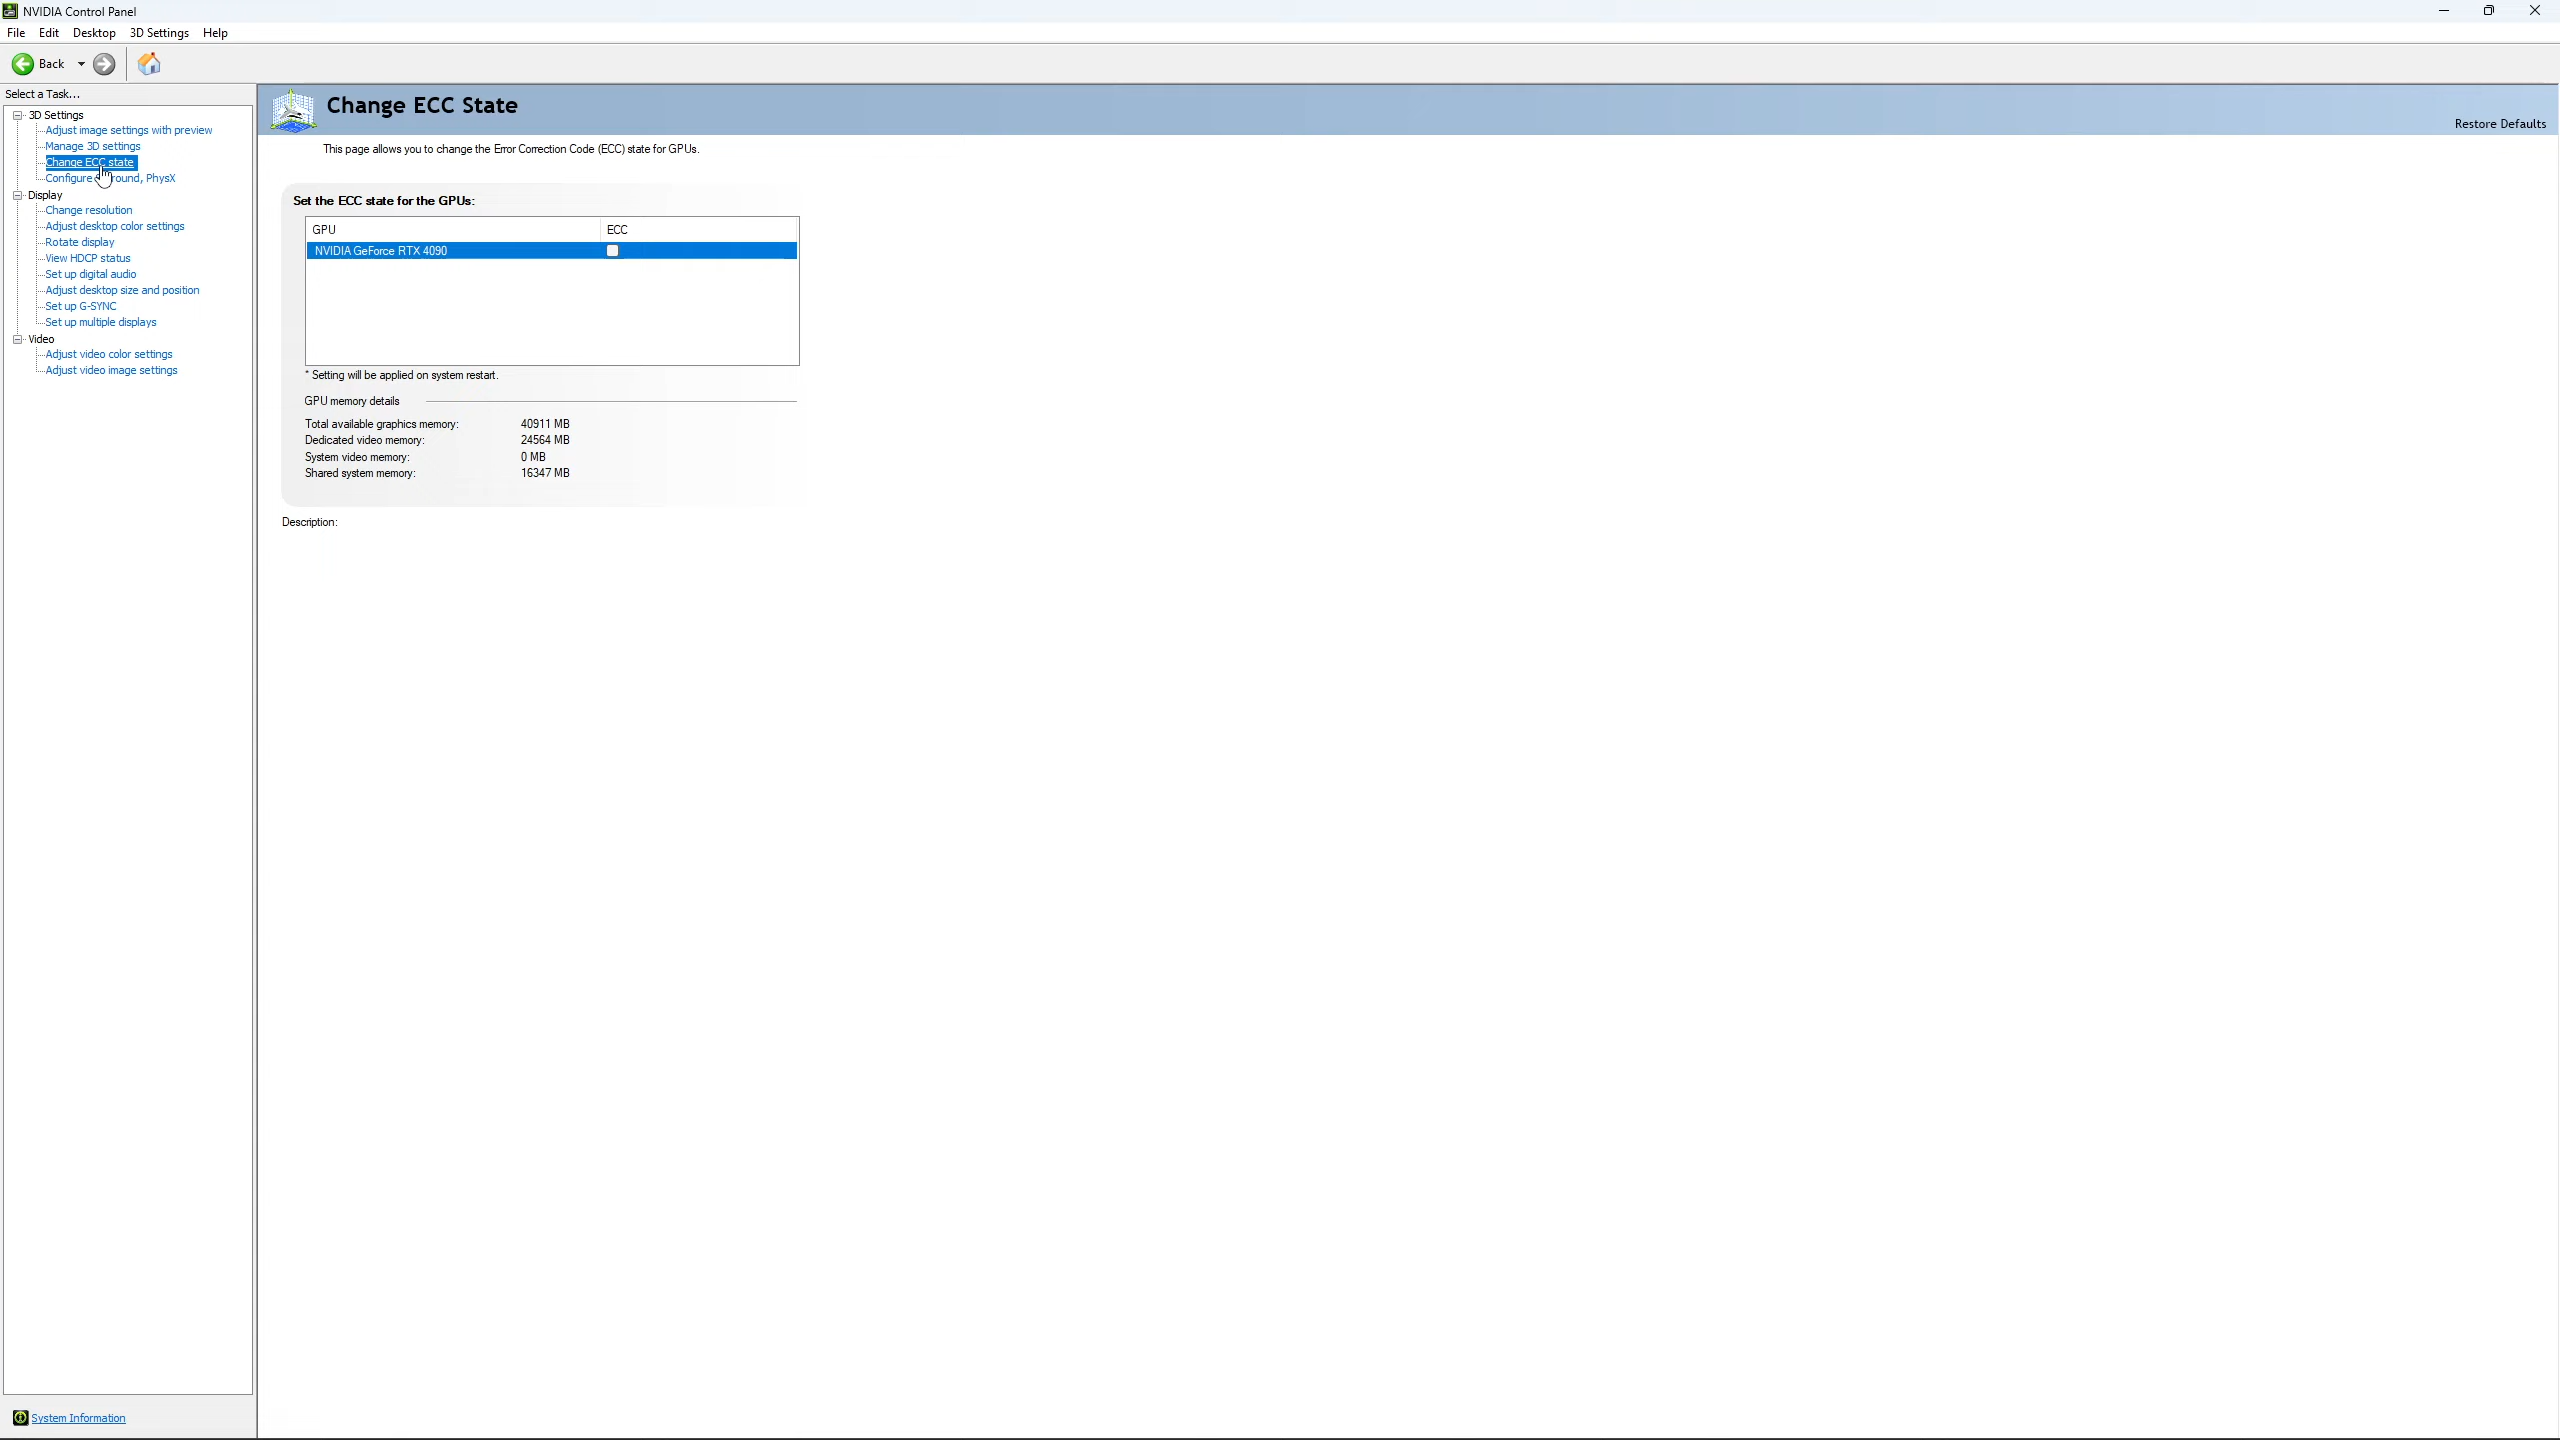 NVIDIA Control Panel
File Edit Desktop 3D Settings Help
Back
Select a Task...
3D Settings
Adjust image settings with preview
Manage 3D settings
Change ECC state
Configure round, PhysX
Display
Change resolution
Adjust desktop color settings
Rotate display
View HDCP status
Set up digital audio
Adjust desktop size and position
Set up G-SYNC
Set up multiple displays
Video
Adjust video color settings
Adjust video image settings
System Information
Change ECC State
Restore Defaults
This page allows you to change the Error Correction Code (ECC) state for GPUs.
Set the ECC state for the GPUs:
GPU ECC
NVIDIA GeForce RTX 4090
* Setting will be applied on system restart.
GPU memory details
Total available graphics memory: 40911 MB
Dedicated video memory: 24564 MB
System video memory: 0 MB
Shared system memory: 16347 MB
Description: